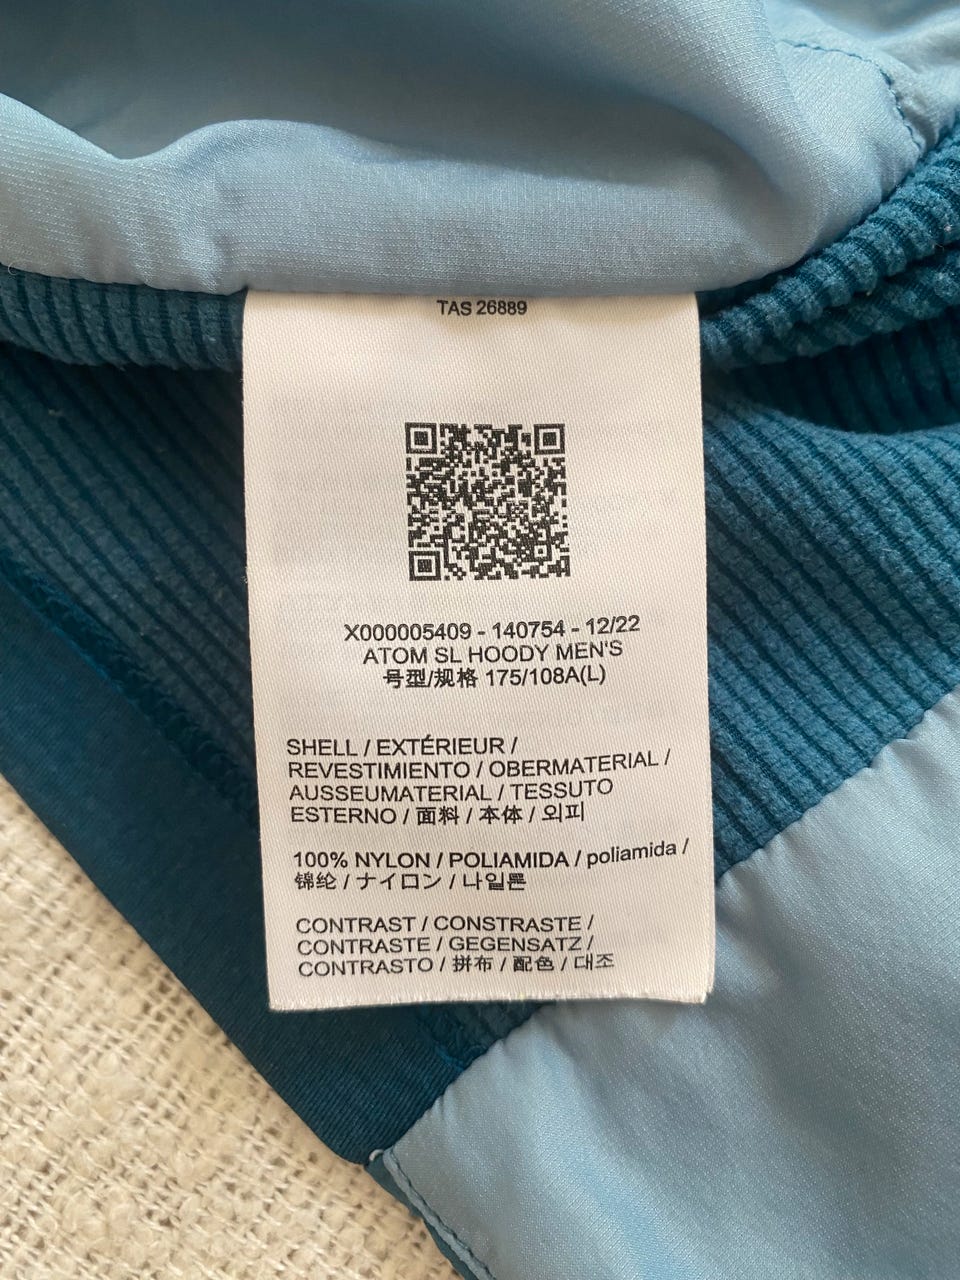 TAS 26889
X000005409 - 140754 - 12/22
ATOM SL HOODY MEN'S
号型/规格 175/108A(L)
SHELL / EXTÉRIEUR /
REVESTIMIENTO / OBERMATERIAL /
AUSSEUMATERIAL / TESSUTO
ESTERNO / 面料 / 本体 / 외피
100% NYLON / POLIAMIDA / poliamida /
锦纶 / ナイロン / 나일론
CONTRAST / CONSTRASTE /
CONTRASTE / GEGENSATZ /
CONTRASTO / 拼布 / 配色 / 대조